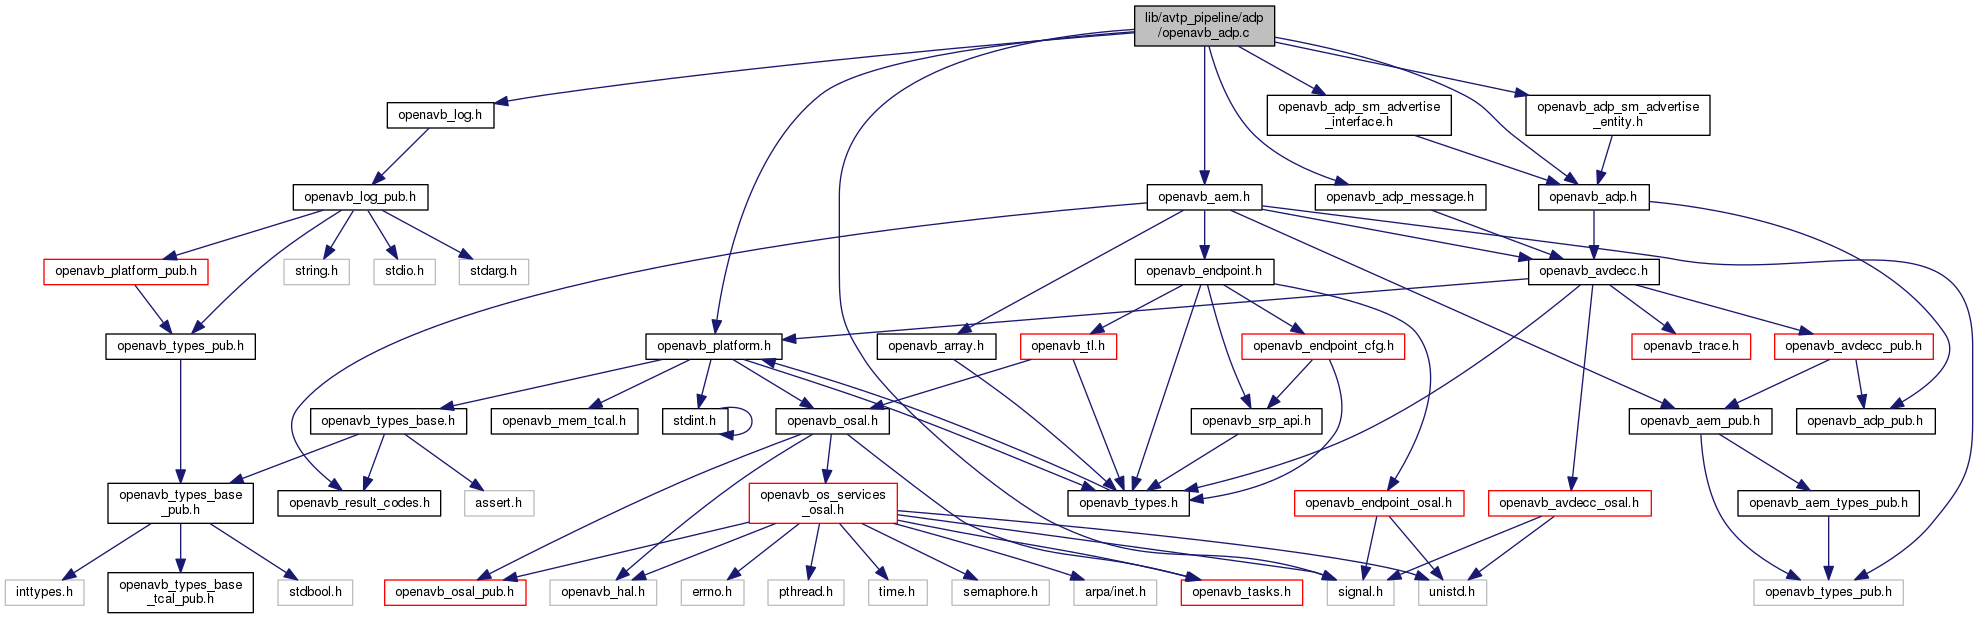 lib/avtp_pipeline/adp
/openavb_adp.c
openavb_log.h
openavb_adp_sm_advertise
_interface.h
openavb_adp_sm_advertise
_entity.h
openavb_log_pub.h
openavb_aem.h
openavb_adp_message.h
openavb_adp.h
openavb_platform_pub.h
string.h
stdio.h
stdarg.h
openavb_endpoint.h
openavb_avdecc.h
openavb_types_pub.h
openavb_platform.h
openavb_array.h
openavb_tl.h
openavb_endpoint_cfg.h
openavb_trace.h
openavb_avdecc_pub.h
openavb_types_base.h
openavb_mem_tcal.h
stdint.h
openavb_osal.h
openavb_srp_api.h
openavb_aem_pub.h
openavb_adp_pub.h
openavb_types_base
_pub.h
openavb_result_codes.h
assert.h
openavb_os_services
_osal.h
openavb_types.h
openavb_endpoint_osal.h
openavb_avdecc_osal.h
openavb_aem_types_pub.h
inttypes.h
openavb_types_base
_tcal_pub.h
stdbool.h
openavb_osal_pub.h
openavb_hal.h
errno.h
pthread.h
time.h
semaphore.h
arpa/inet.h
openavb_tasks.h
signal.h
unistd.h
openavb_types_pub.h